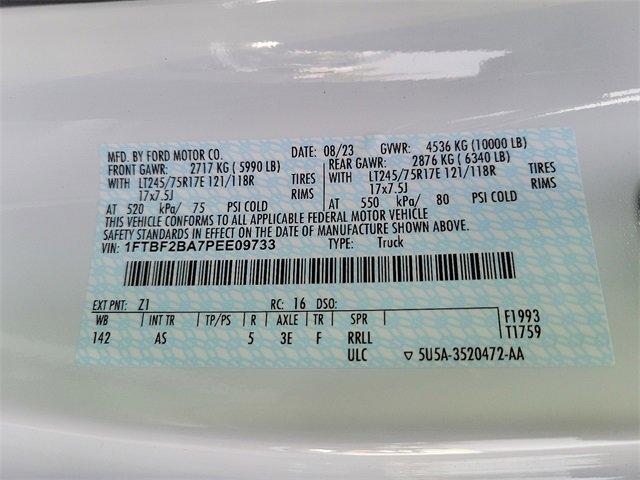 MFD. BY FORD MOTOR CO. DATE: 08/23 GVWR: 4536 KG (10000 LB)
FRONT GAWR: 2717 KG (5990 LB) REAR GAWR: 2876 KG (6340 LB)
WITH LT245/75R17E 121/118R TIRES WITH LT245/75R17E 121/118R TIRES
17x7.5J RIMS 17x7.5J RIMS
AT 520 kPa/ 75 PSI COLD AT 550 kPa/ 80 PSI COLD
THIS VEHICLE CONFORMS TO ALL APPLICABLE FEDERAL MOTOR VEHICLE
SAFETY STANDARDS IN EFFECT ON THE DATE OF MANUFACTURE SHOWN ABOVE.
VIN: 1FTBF2BA7PEE09733 TYPE: Truck
EXT PNT: Z1 RC: 16 DSO:
WB INT TR TP/PS R AXLE TR SPR F1993
142 AS 5 3E F RRLL T1759
ULC ▽ 5U5A-3520472-AA